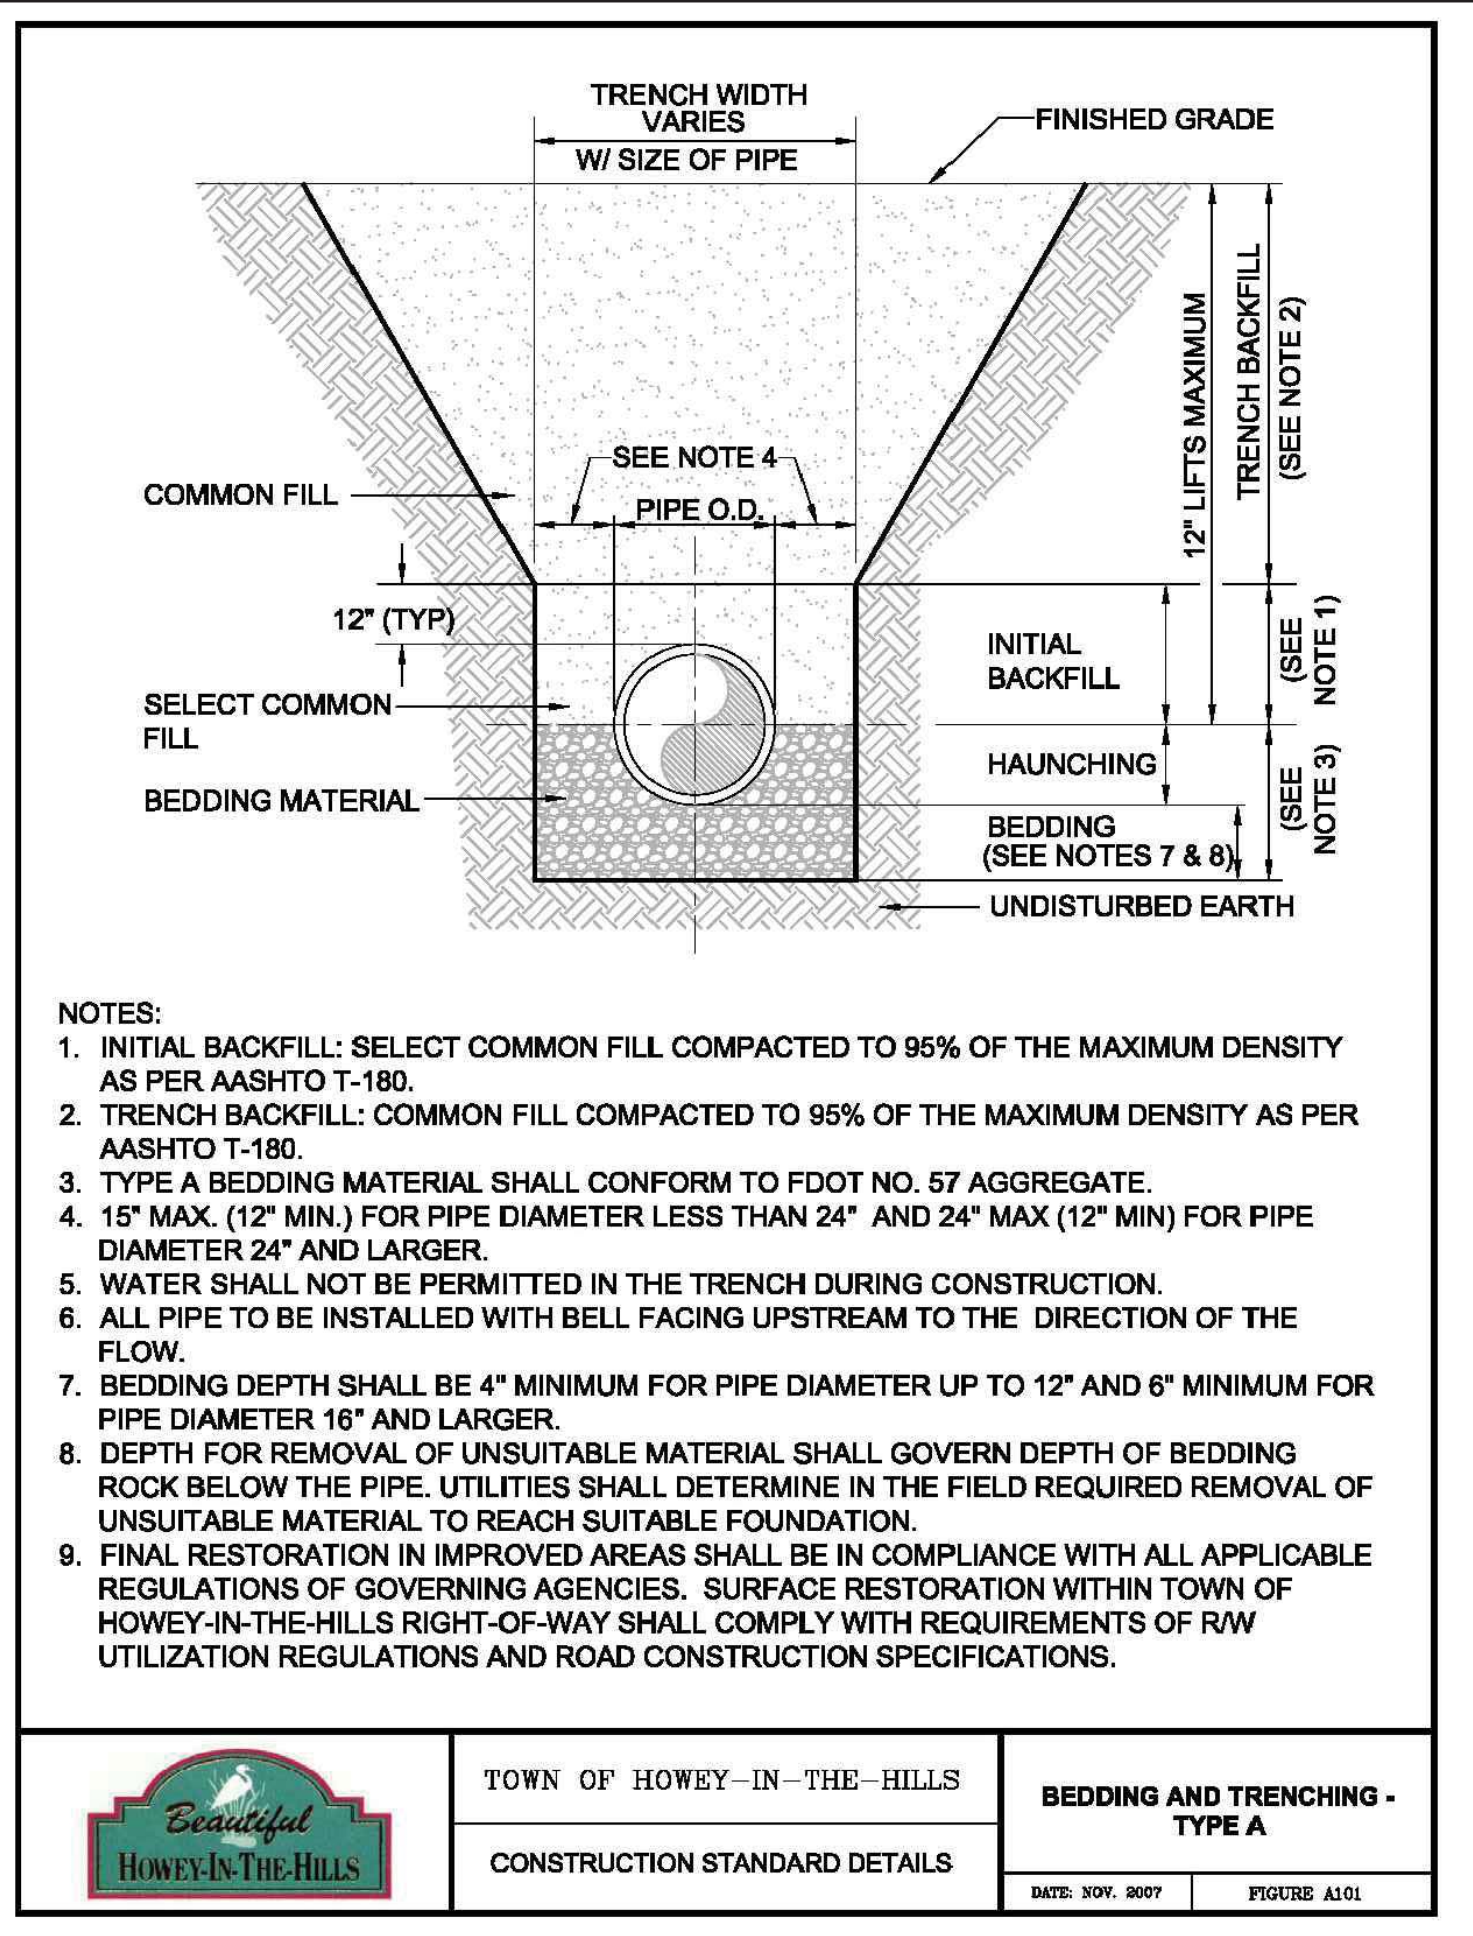 TRENCH WIDTH
VARIES
W/ SIZE OF PIPE
FINISHED GRADE
12" LIFTS MAXIMUM
TRENCH BACKFILL
(SEE NOTE 2)
SEE NOTE 4
COMMON FILL
PIPE O.D.
12" (TYP)
INITIAL
BACKFILL
(SEE
NOTE 1)
SELECT COMMON
FILL
HAUNCHING
(SEE
NOTE 3)
BEDDING MATERIAL
BEDDING
(SEE NOTES 7 & 8)
UNDISTURBED EARTH
NOTES:
1. INITIAL BACKFILL: SELECT COMMON FILL COMPACTED TO 95% OF THE MAXIMUM DENSITY
AS PER AASHTO T-180.
2. TRENCH BACKFILL: COMMON FILL COMPACTED TO 95% OF THE MAXIMUM DENSITY AS PER
AASHTO T-180.
3. TYPE A BEDDING MATERIAL SHALL CONFORM TO FDOT NO. 57 AGGREGATE.
4. 15" MAX. (12" MIN.) FOR PIPE DIAMETER LESS THAN 24" AND 24" MAX (12" MIN) FOR PIPE
DIAMETER 24" AND LARGER.
5. WATER SHALL NOT BE PERMITTED IN THE TRENCH DURING CONSTRUCTION.
6. ALL PIPE TO BE INSTALLED WITH BELL FACING UPSTREAM TO THE DIRECTION OF THE
FLOW.
7. BEDDING DEPTH SHALL BE 4" MINIMUM FOR PIPE DIAMETER UP TO 12" AND 6" MINIMUM FOR
PIPE DIAMETER 16" AND LARGER.
8. DEPTH FOR REMOVAL OF UNSUITABLE MATERIAL SHALL GOVERN DEPTH OF BEDDING
ROCK BELOW THE PIPE. UTILITIES SHALL DETERMINE IN THE FIELD REQUIRED REMOVAL OF
UNSUITABLE MATERIAL TO REACH SUITABLE FOUNDATION.
9. FINAL RESTORATION IN IMPROVED AREAS SHALL BE IN COMPLIANCE WITH ALL APPLICABLE
REGULATIONS OF GOVERNING AGENCIES. SURFACE RESTORATION WITHIN TOWN OF
HOWEY-IN-THE-HILLS RIGHT-OF-WAY SHALL COMPLY WITH REQUIREMENTS OF R/W
UTILIZATION REGULATIONS AND ROAD CONSTRUCTION SPECIFICATIONS.
Beautiful
HOWEY-IN-THE-HILLS
TOWN OF HOWEY-IN-THE-HILLS
CONSTRUCTION STANDARD DETAILS
BEDDING AND TRENCHING -
TYPE A
DATE: NOV. 2007
FIGURE A101